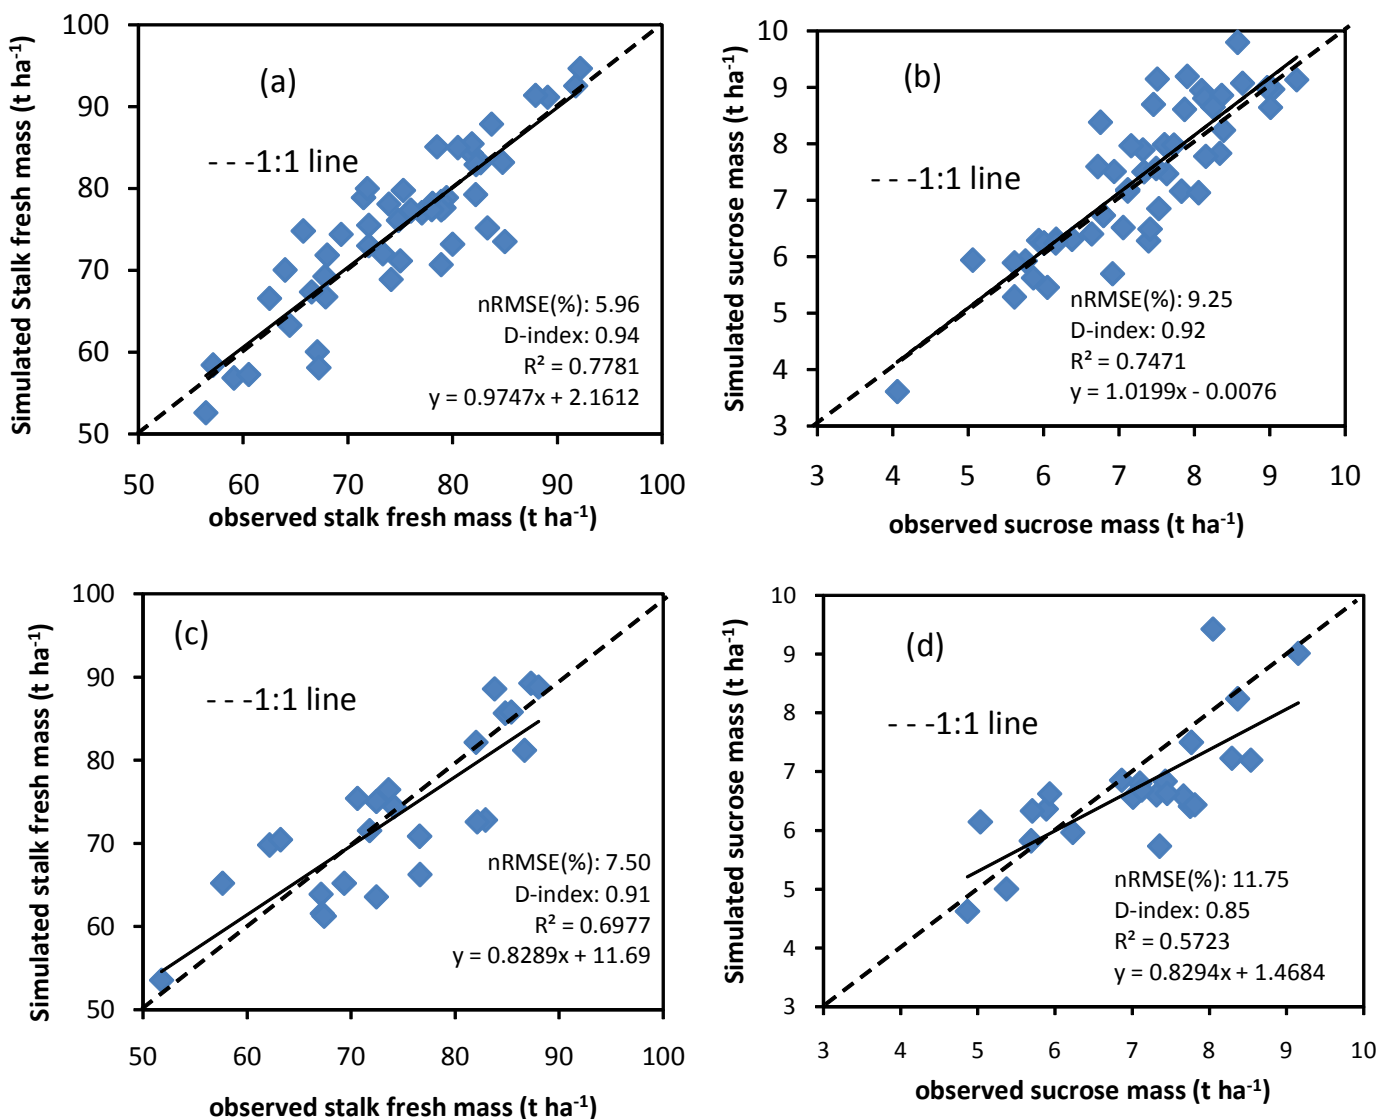 Simulated Stalk fresh mass (t ha⁻¹)
100
90
80
70
60
50
(a)
- - -1:1 line
nRMSE(%): 5.96
D-index: 0.94
R² = 0.7781
y = 0.9747x + 2.1612
50 60 70 80 90 100
observed stalk fresh mass (t ha⁻¹)
Simulated sucrose mass (t ha⁻¹)
10
9
8
7
6
5
4
3
(b)
- - -1:1 line
nRMSE(%): 9.25
D-index: 0.92
R² = 0.7471
y = 1.0199x - 0.0076
3 4 5 6 7 8 9 10
observed sucrose mass (t ha⁻¹)
Simulated stalk fresh mass (t ha⁻¹)
100
90
80
70
60
50
(c)
- - -1:1 line
nRMSE(%): 7.50
D-index: 0.91
R² = 0.6977
y = 0.8289x + 11.69
50 60 70 80 90 100
observed stalk fresh mass (t ha⁻¹)
Simulated sucrose mass (t ha⁻¹)
10
9
8
7
6
5
4
3
(d)
- - -1:1 line
nRMSE(%): 11.75
D-index: 0.85
R² = 0.5723
y = 0.8294x + 1.4684
3 4 5 6 7 8 9 10
observed sucrose mass (t ha⁻¹)